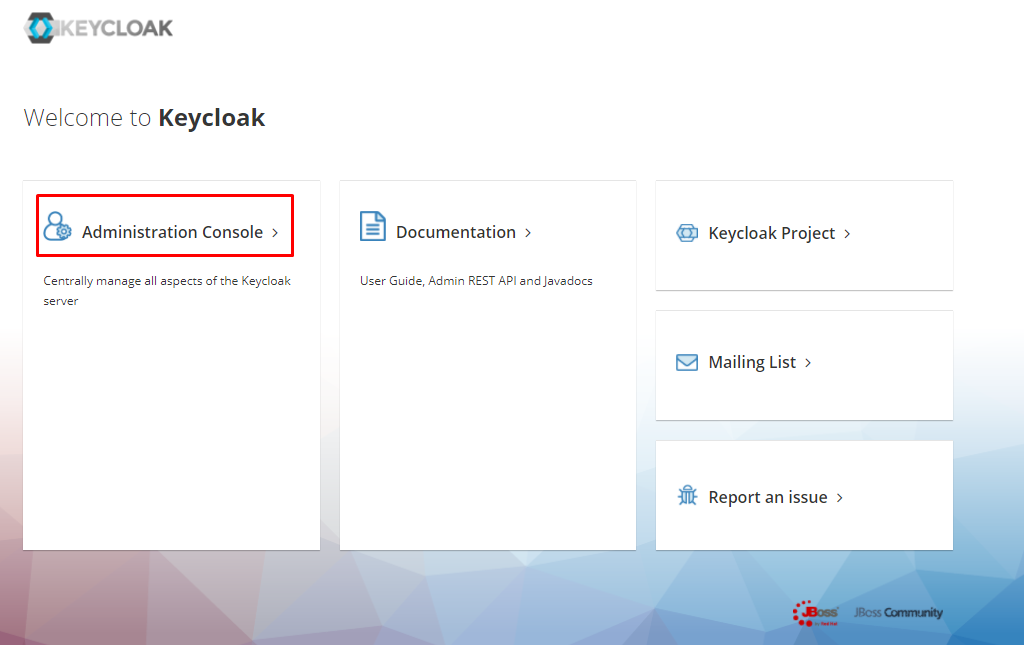 KEYCLOAK
Welcome to Keycloak
Administration Console
Centrally manage all aspects of the Keycloak
server
Documentation
User Guide, Admin REST API and Javadocs
Keycloak Project
Mailing List
Report an issue
JBoss
by Red Hat
JBoss Community